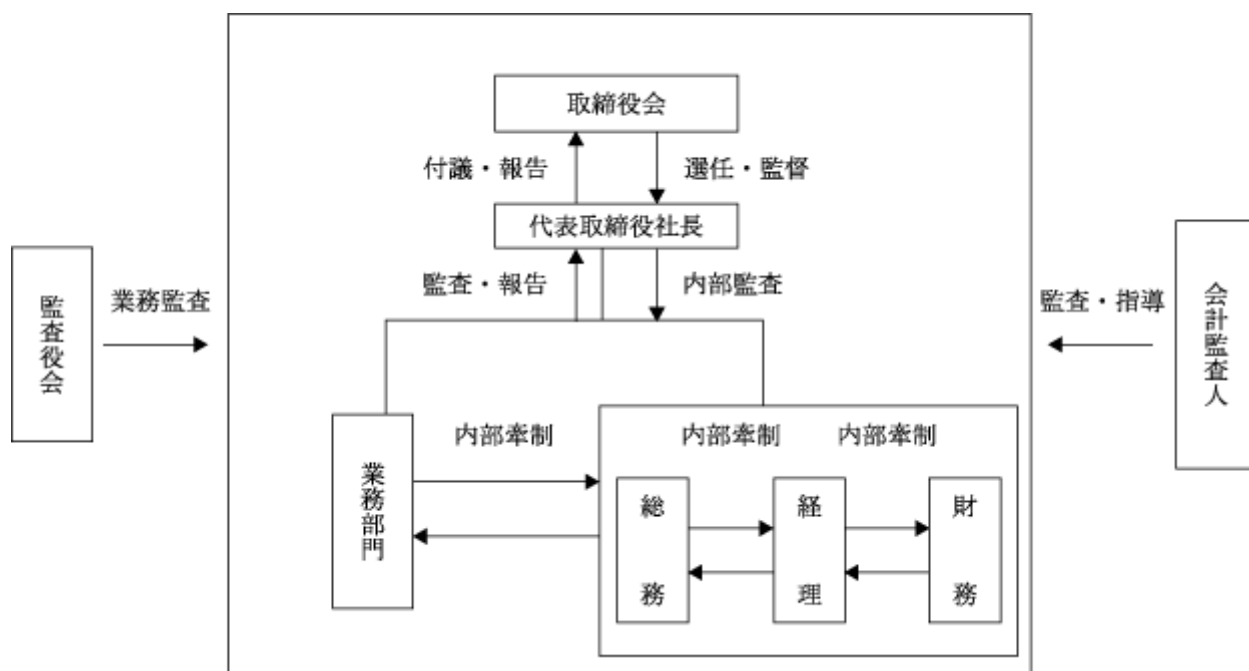 取締役会
付議・報告
選任・監督
代表取締役社長
監査・報告
内部監査
監査役会
業務監査
監査・指導
会計監査人
業務部門
内部牽制
内部牽制
内部牽制
総務
経理
財務